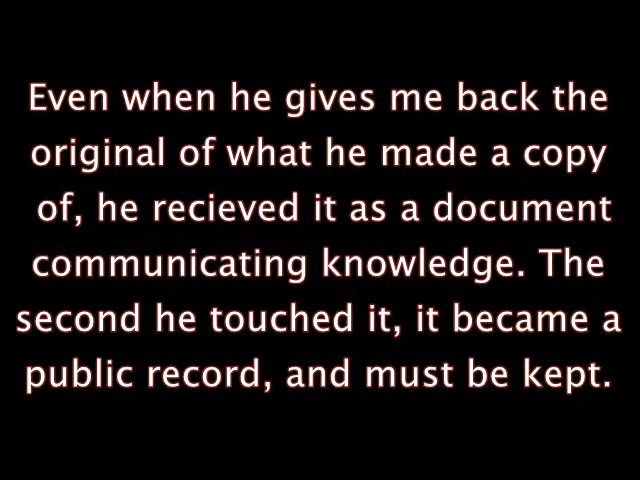 Even when he gives me back the
original of what he made a copy
of, he recieved it as a document
communicating knowledge. The
second he touched it, it became a
public record, and must be kept.